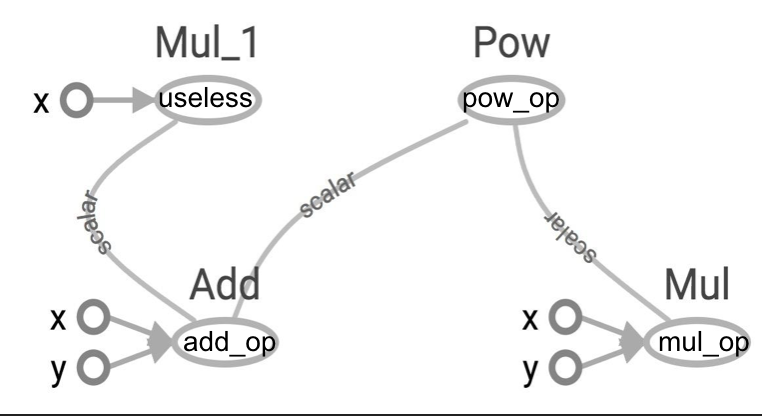 Mul_1
Pow
x
useless
pow_op
scalar
scalar
scalar
Add
Mul
x
x
add_op
mul_op
y
y